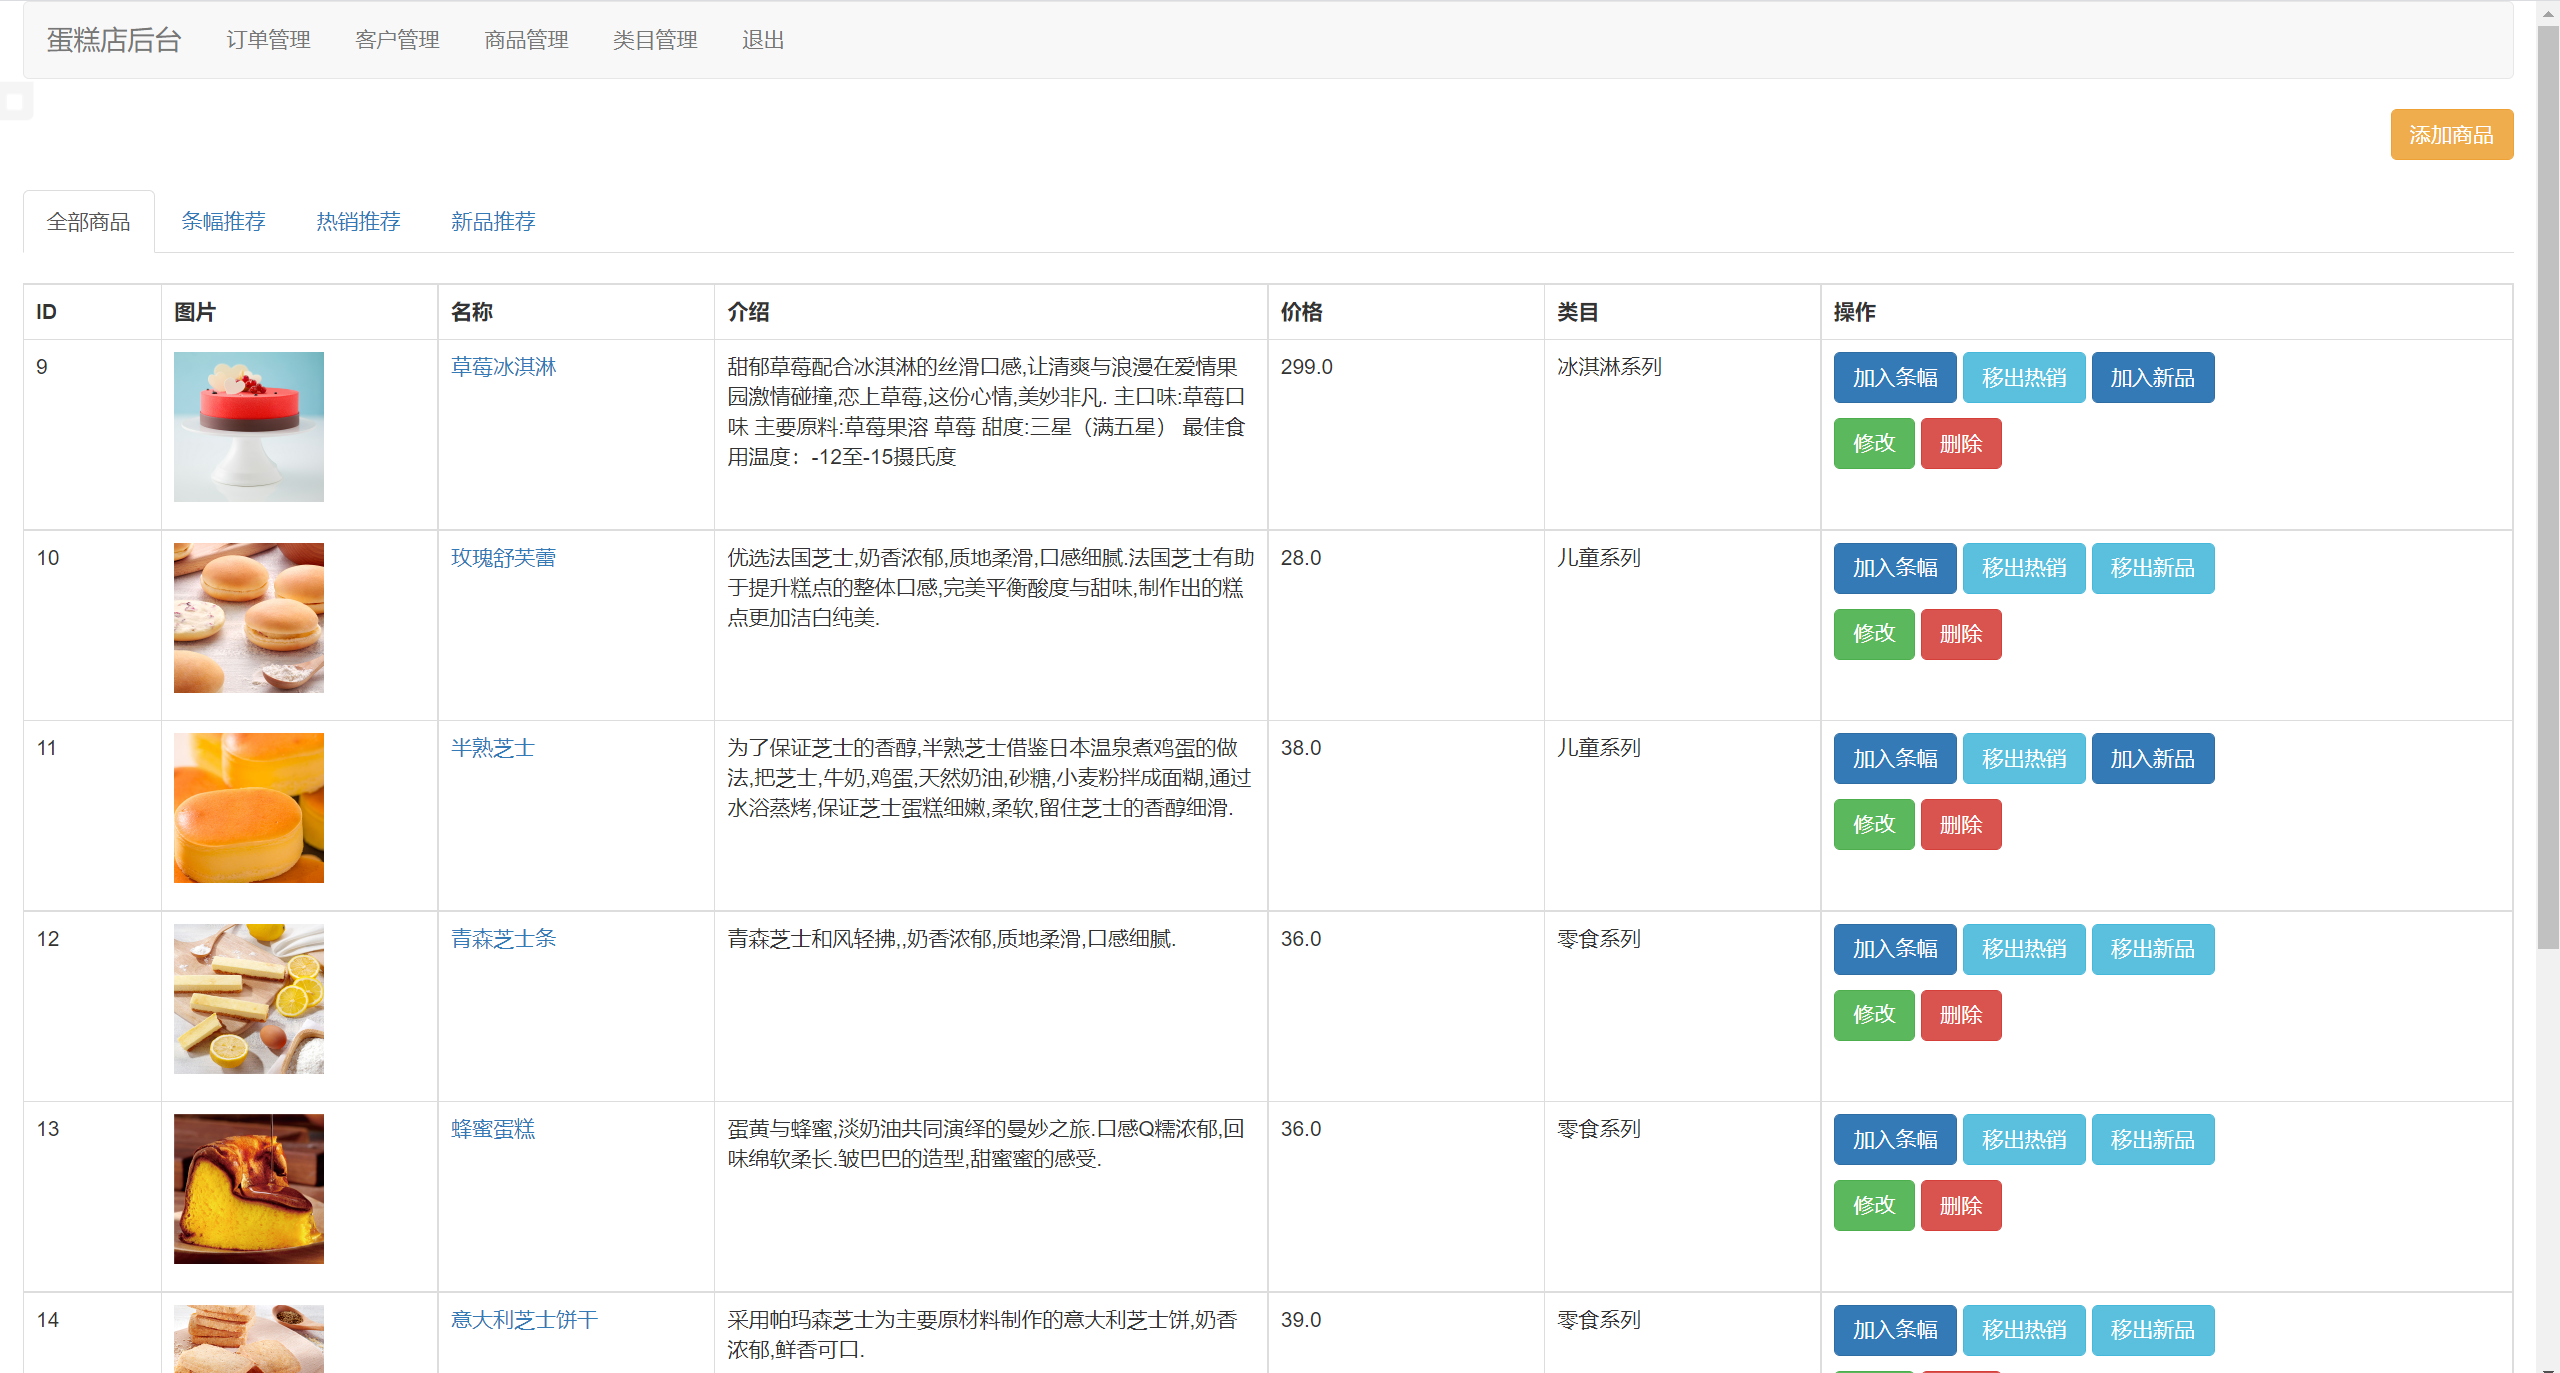 蛋糕店后台 订单管理 客户管理 商品管理 类目管理 退出
添加商品
全部商品 条幅推荐 热销推荐 新品推荐
ID 图片 名称 介绍 价格 类目 操作
9 草莓冰淇淋 甜郁草莓配合冰淇淋的丝滑口感,让清爽与浪漫在爱情果 299.0 冰淇淋系列 加入条幅 移出热销 加入新品
园激情碰撞,恋上草莓,这份心情,美妙非凡. 主口味:草莓口
味 主要原料:草莓果溶 草莓 甜度:三星（满五星） 最佳食 修改 删除
用温度：-12至-15摄氏度
10 玫瑰舒芙蕾 优选法国芝士,奶香浓郁,质地柔滑,口感细腻.法国芝士有助 28.0 儿童系列 加入条幅 移出热销 移出新品
于提升糕点的整体口感,完美平衡酸度与甜味,制作出的糕
点更加洁白纯美. 修改 删除
11 半熟芝士 为了保证芝士的香醇,半熟芝士借鉴日本温泉煮鸡蛋的做 38.0 儿童系列 加入条幅 移出热销 加入新品
法,把芝士,牛奶,鸡蛋,天然奶油,砂糖,小麦粉拌成面糊,通过
水浴蒸烤,保证芝士蛋糕细嫩,柔软,留住芝士的香醇细滑. 修改 删除
12 青森芝士条 青森芝士和风轻拂,,奶香浓郁,质地柔滑,口感细腻. 36.0 零食系列 加入条幅 移出热销 移出新品
修改 删除
13 蜂蜜蛋糕 蛋黄与蜂蜜,淡奶油共同演绎的曼妙之旅.口感Q糯浓郁,回 36.0 零食系列 加入条幅 移出热销 移出新品
味绵软柔长.皱巴巴的造型,甜蜜蜜的感受.
修改 删除
14 意大利芝士饼干 采用帕玛森芝士为主要原材料制作的意大利芝士饼,奶香 39.0 零食系列 加入条幅 移出热销 移出新品
浓郁,鲜香可口.